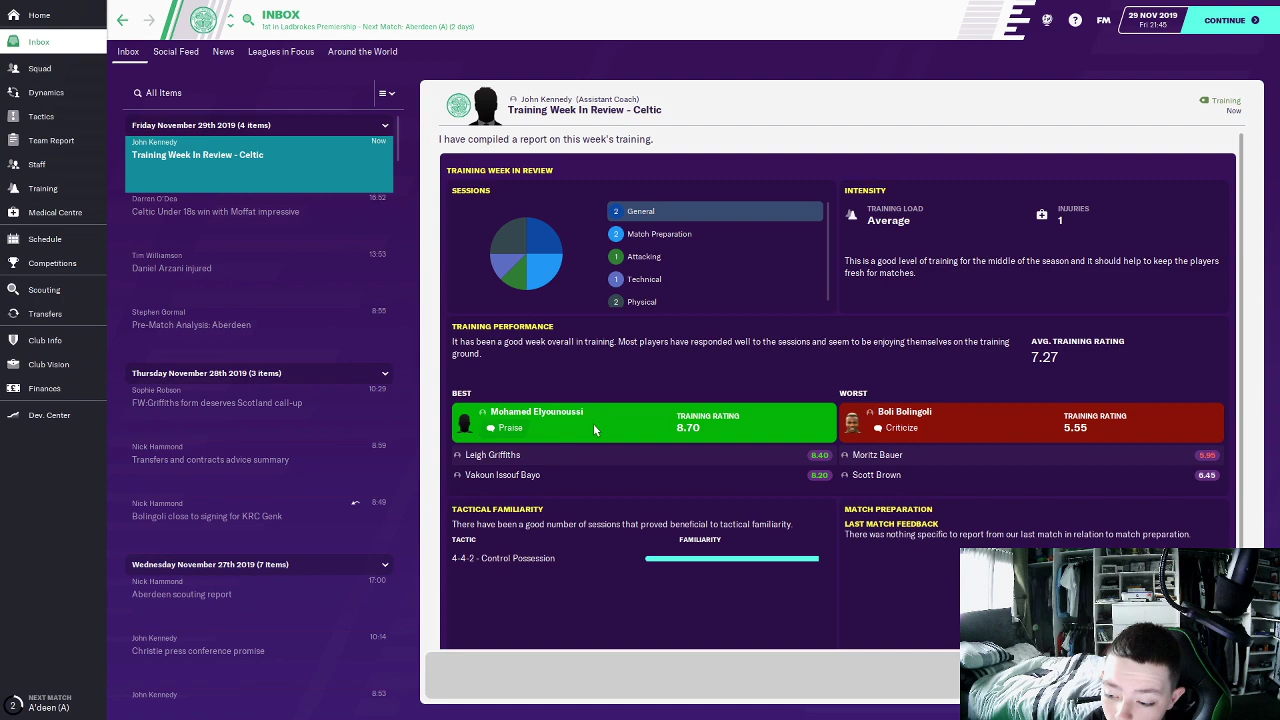 INBOX
1st in Ladbrokes Premiership - Next Match: Aberdeen (A) (2 days)
FM
29 NOV 2019
Fri 21:45
CONTINUE
Inbox
Squad
Dynamics
Tactics
Team Report
Staff
Training
Medical Centre
Schedule
Competitions
Scouting
Transfers
Club Info
Club Vision
Finances
Dev. Center
2
NEXT MATCH
A'deen (A)
Inbox
Social Feed
News
Leagues in Focus
Around the World
All Items
Friday November 29th 2019 (4 items)
John Kennedy
Now
Training Week In Review - Celtic
Darren O'Dea
16:52
Celtic Under 18s win with Moffat impressive
Tim Williamson
13:53
Daniel Arzani injured
Stephen Gormal
8:55
Pre-Match Analysis: Aberdeen
Thursday November 28th 2019 (3 items)
Sophie Robson
10:29
FW:Griffiths form deserves Scotland call-up
Nick Hammond
8:59
Transfers and contracts advice summary
Nick Hammond
8:49
Bolingoli close to signing for KRC Genk
Wednesday November 27th 2019 (7 items)
Nick Hammond
17:00
Aberdeen scouting report
John Kennedy
10:14
Christie press conference promise
John Kennedy
8:53
John Kennedy (Assistant Coach)
Training Week In Review - Celtic
Training
Now
I have compiled a report on this week's training.
TRAINING WEEK IN REVIEW
SESSIONS
2 General
2 Match Preparation
1 Attacking
1 Technical
2 Physical
INTENSITY
TRAINING LOAD
Average
INJURIES
1
This is a good level of training for the middle of the season and it should help to keep the players
fresh for matches.
TRAINING PERFORMANCE
It has been a good week overall in training. Most players have responded well to the sessions and seem to be enjoying themselves on the training
ground.
AVG. TRAINING RATING
7.27
BEST
Mohamed Elyounoussi
Praise
TRAINING RATING
8.70
Leigh Griffiths 8.40
Vakoun Issouf Bayo 8.20
WORST
Boli Bolingoli
Criticize
TRAINING RATING
5.55
Moritz Bauer 5.95
Scott Brown 6.45
TACTICAL FAMILIARITY
There have been a good number of sessions that proved beneficial to tactical familiarity.
TACTIC
FAMILIARITY
4-4-2 - Control Possession
MATCH PREPARATION
LAST MATCH FEEDBACK
There was nothing specific to report from our last match in relation to match preparation.